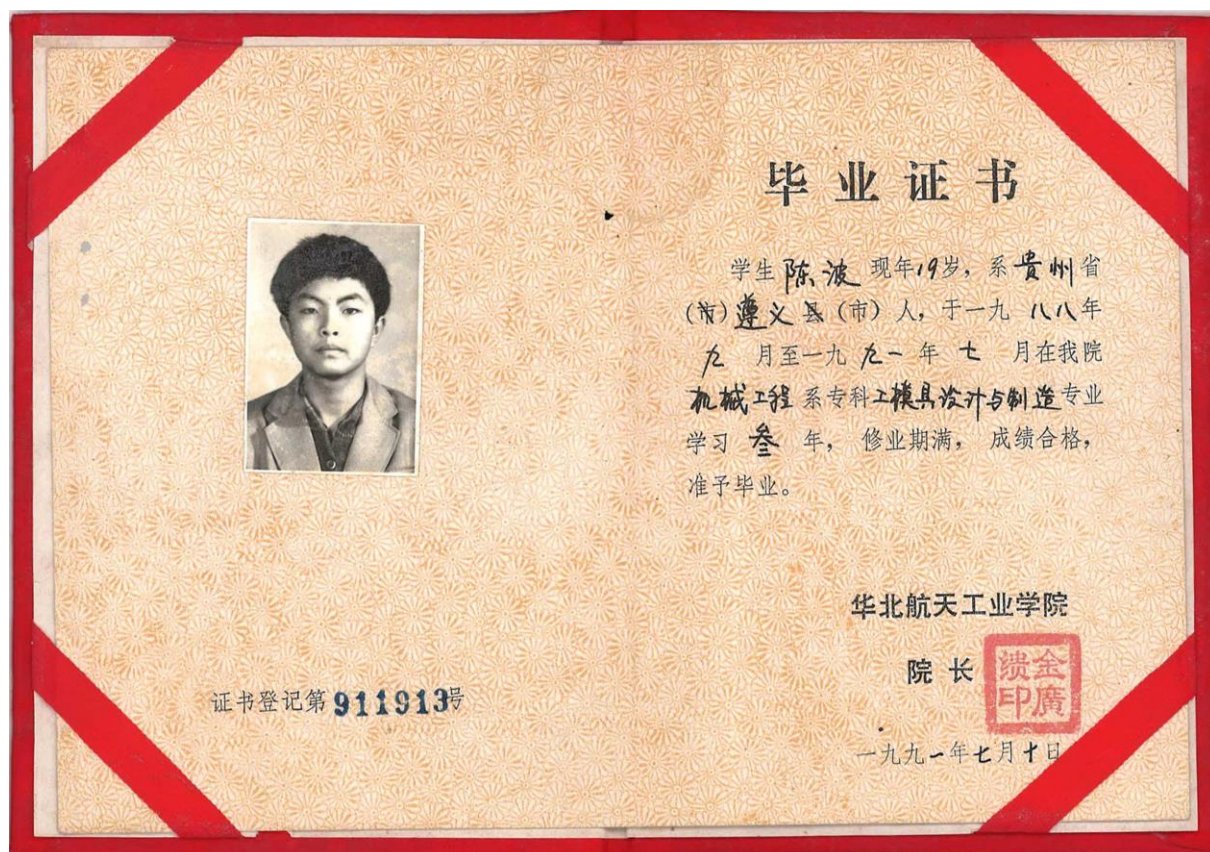 毕业证书
学生陈波现年19岁,系贵州省
(市)遵义县(市)人,于一九八八年
九月至一九九一年七月在我院
机械工程系专科工模具设计与制造专业
学习叁年,修业期满,成绩合格,
准予毕业。
华北航天工业学院
院长
金廣
溃印
一九九一年七月十日
证书登记第911913号